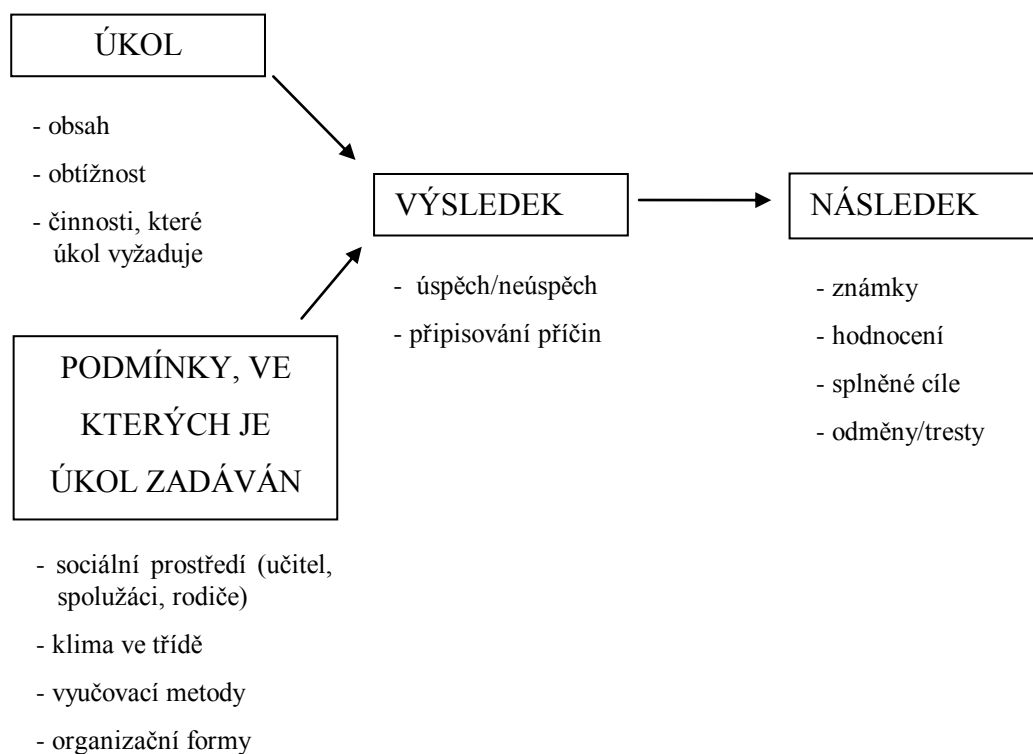 ÚKOL
- obsah
- obtížnost
- činnosti, které
úkol vyžaduje
PODMÍNKY, VE
KTERÝCH JE
ÚKOL ZADÁVÁN
- sociální prostředí (učitel,
spolužáci, rodiče)
- klima ve třídě
- vyučovací metody
- organizační formy
VÝSLEDEK
- úspěch/neúspěch
- připisování příčin
NÁSLEDEK
- známky
- hodnocení
- splněné cíle
- odměny/tresty